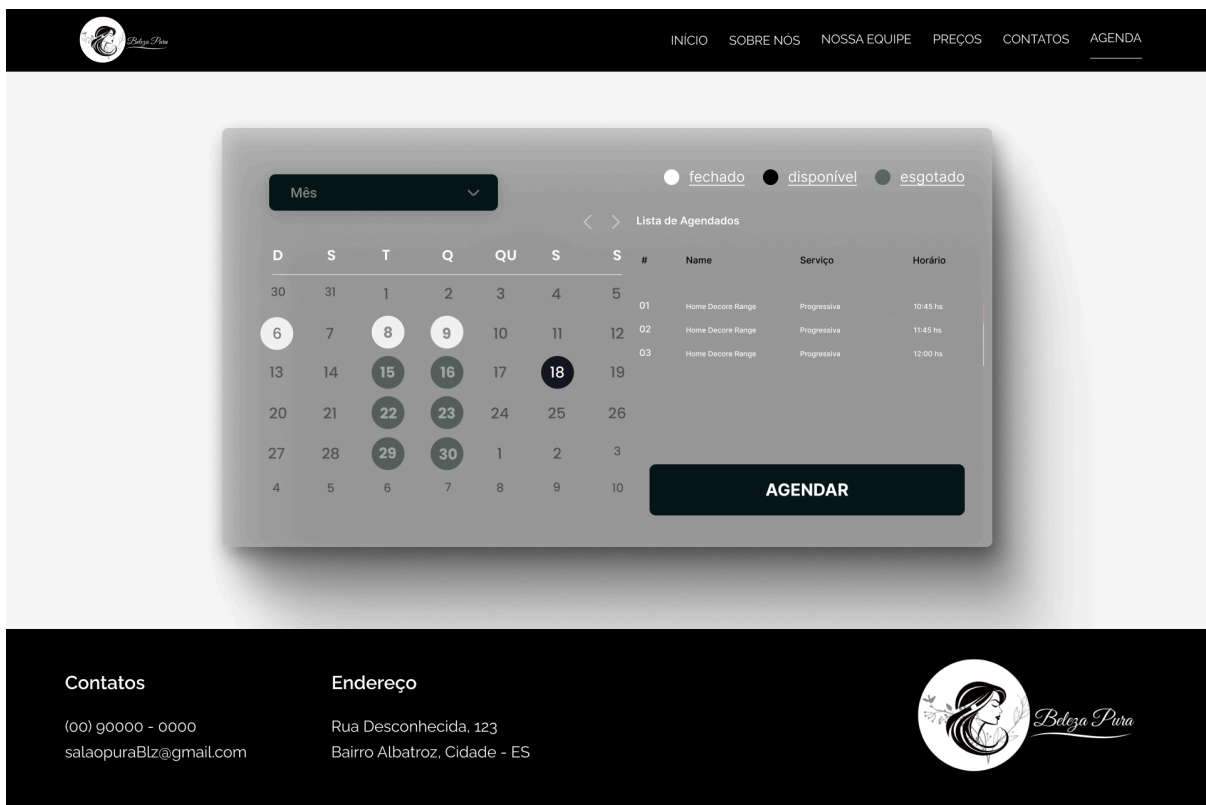 Beleza Pura
INÍCIO SOBRE NÓS NOSSA EQUIPE PREÇOS CONTATOS AGENDA
Mês
fechado disponível esgotado
Lista de Agendados
D S T Q QU S S
30 31 1 2 3 4 5
6 7 8 9 10 11 12
13 14 15 16 17 18 19
20 21 22 23 24 25 26
27 28 29 30 1 2 3
4 5 6 7 8 9 10
# Name Serviço Horário
01 Home Decore Range Progressiva 10:45 hs
02 Home Decore Range Progressiva 11:45 hs
03 Home Decore Range Progressiva 12:00 hs
AGENDAR
Contatos
(00) 90000 - 0000
salaopuraBlz@gmail.com
Endereço
Rua Desconhecida, 123
Bairro Albatroz, Cidade - ES
Beleza Pura